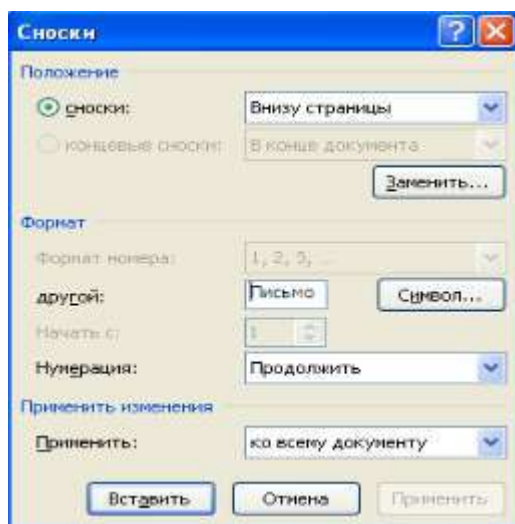 Сноски
Положение
сноски: Внизу страницы
концевые сноски: В конце документа
Заменить...
Формат
Формат номера: 1, 2, 3, ...
другой: Письмо Символ...
Начать с: 1
Нумерация: Продолжить
Применить изменения
Применить: ко всему документу
Вставить Отмена Применить